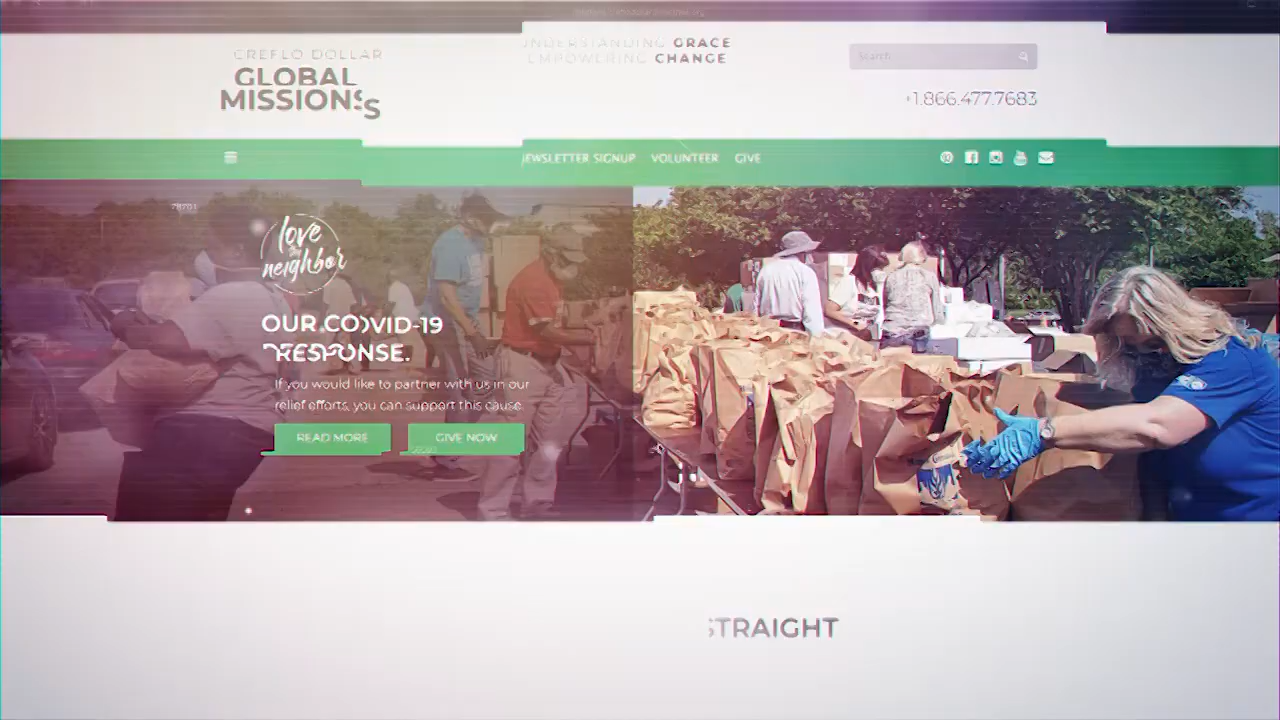 CREFLO DOLLAR
GLOBAL
MISSIONS
UNDERSTANDING GRACE
EMPOWERING CHANGE
Search
+1.866.477.7683
NEWSLETTER SIGNUP VOLUNTEER GIVE
love
neighbor
OUR COVID-19
RESPONSE.
If you would like to partner with us in our
relief efforts, you can support this cause.
READ MORE GIVE NOW
STRAIGHT